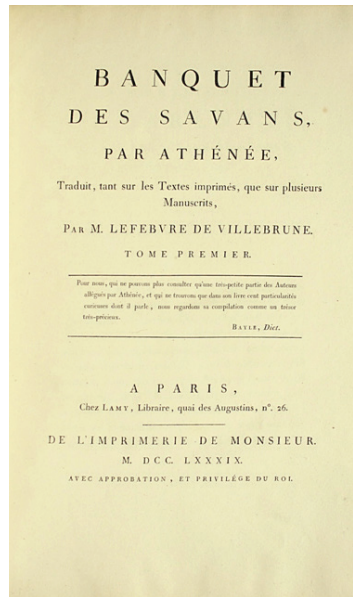 BANQUET
DES SAVANS,
PAR ATHÉNÉE,
Traduit, tant sur les Textes imprimés, que sur plusieurs
Manuscrits,
PAR M. LEFEBVRE DE VILLEBRUNE.
TOME PREMIER.
Pour nous, qui ne pouvons plus consulter qu'une très-petite partie des Auteurs
allégués par Athénée, et qui ne trouvons que dans son livre cent particularités
curieuses dont il parle, nous regardons sa compilation comme un trésor
très-précieux.
BAYLE, Dict.
A PARIS,
Chez LAMY, Libraire, quai des Augustins, n°. 26.
DE L'IMPRIMERIE DE MONSIEUR.
M. DCC. LXXXIX.
AVEC APPROBATION, ET PRIVILÉGE DU ROI.